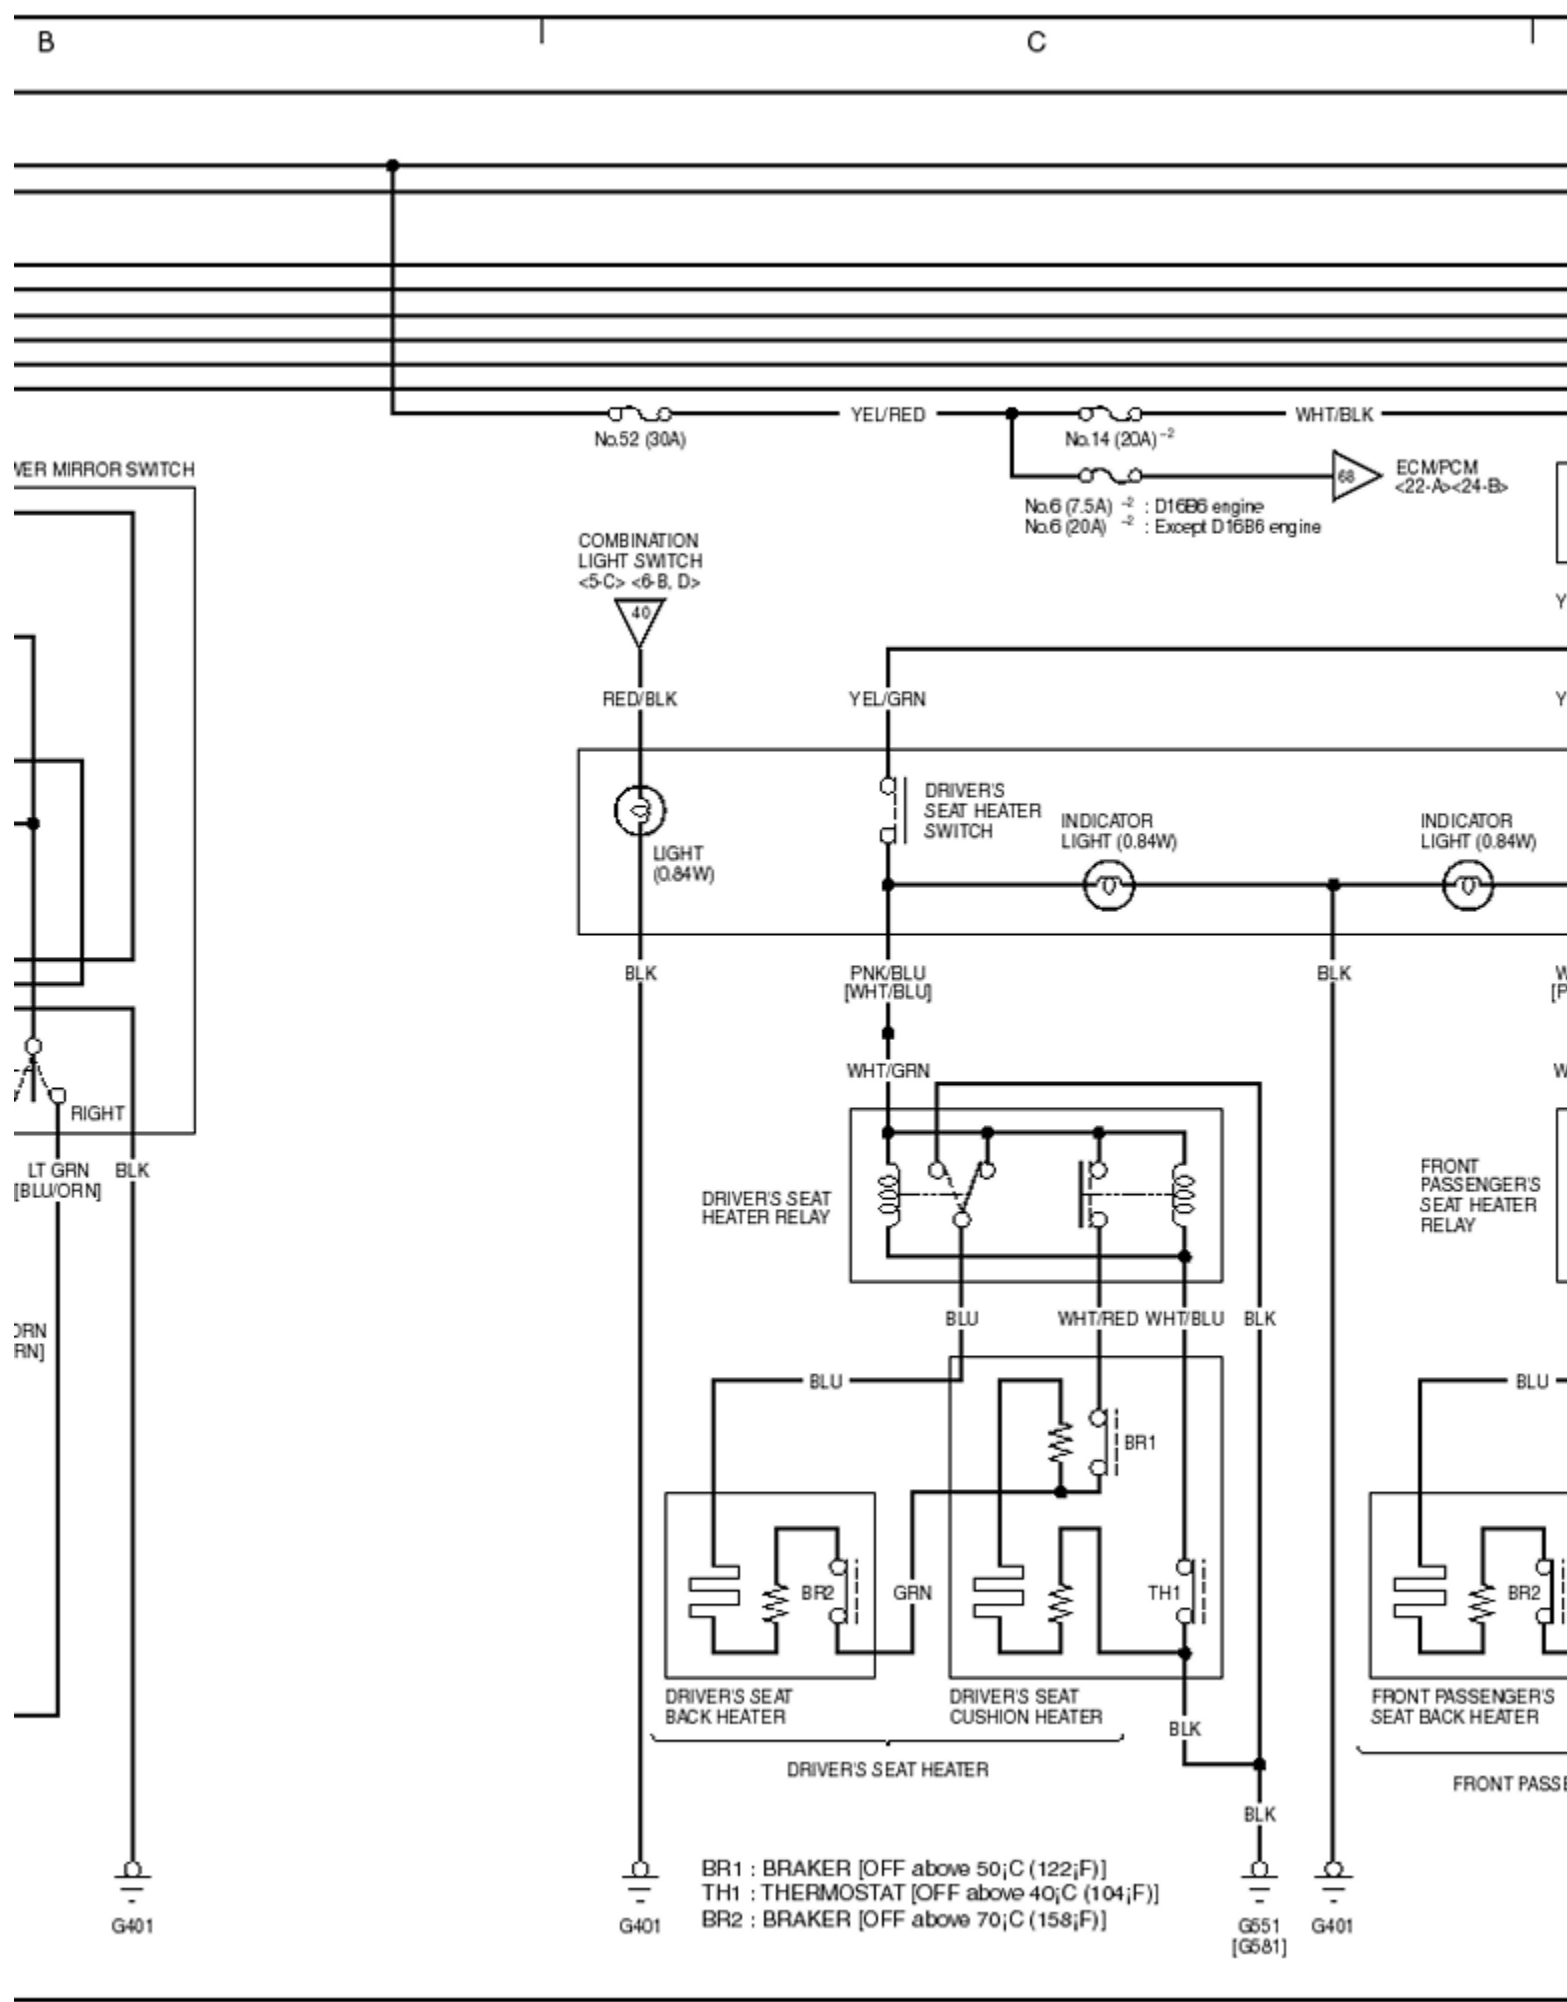 B
C
YEL/RED
WHT/BLK
No.52 (30A)
No.14 (20A) –2
VER MIRROR SWITCH
68
ECM/PCM
<22-A><24-B>
No.6 (7.5A) –2 : D16B6 engine
No.6 (20A) –2 : Except D16B6 engine
COMBINATION
LIGHT SWITCH
<5-C> <6-B, D>
40
Y
RED/BLK
YEL/GRN
Y
DRIVER'S
SEAT HEATER
SWITCH
INDICATOR
LIGHT (0.84W)
INDICATOR
LIGHT (0.84W)
LIGHT
(0.84W)
BLK
PNK/BLU
[WHT/BLU]
BLK
W
[P
WHT/GRN
W
RIGHT
LT GRN
[BLU/ORN]
BLK
DRIVER'S SEAT
HEATER RELAY
FRONT
PASSENGER'S
SEAT HEATER
RELAY
ORN
RN]
BLU
WHT/RED
WHT/BLU
BLK
BLU
BLU
BR1
BR2
GRN
TH1
BR2
DRIVER'S SEAT
BACK HEATER
DRIVER'S SEAT
CUSHION HEATER
FRONT PASSENGER'S
SEAT BACK HEATER
BLK
DRIVER'S SEAT HEATER
FRONT PASSE
BLK
BR1 : BRAKER [OFF above 50¡C (122¡F)]
TH1 : THERMOSTAT [OFF above 40¡C (104¡F)]
BR2 : BRAKER [OFF above 70¡C (158¡F)]
G401
G401
G551
[G581]
G401